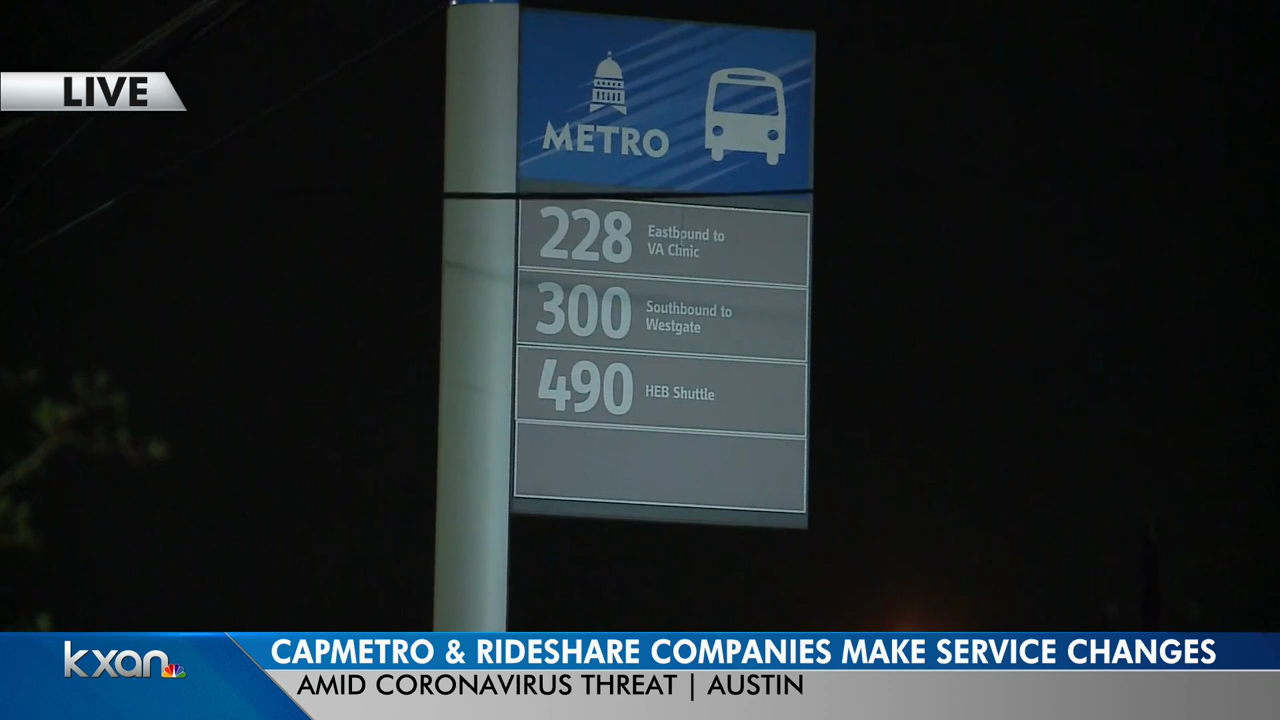 LIVE
METRO
228 Eastbound to
VA Clinic
300 Southbound to
Westgate
490 HEB Shuttle
kxan
CAPMETRO & RIDESHARE COMPANIES MAKE SERVICE CHANGES
AMID CORONAVIRUS THREAT | AUSTIN